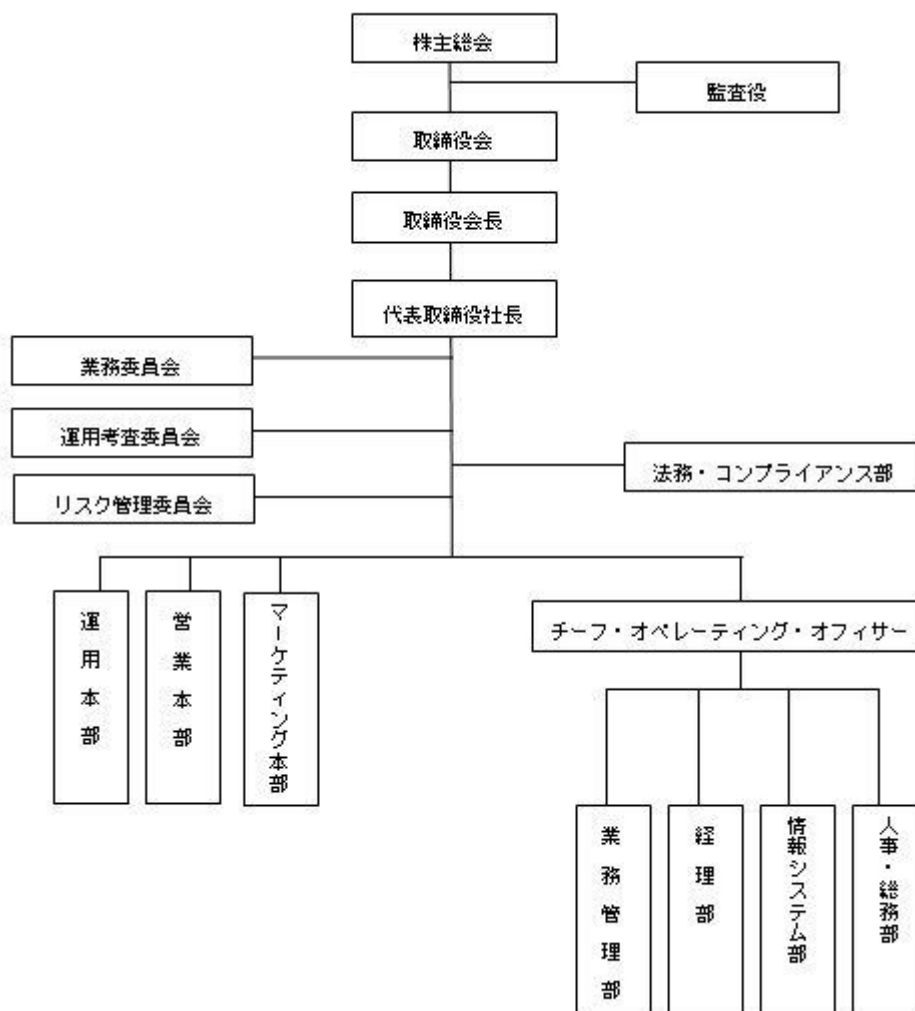 株主総会
監査役
取締役会
取締役会長
代表取締役社長
業務委員会
運用考査委員会
法務・コンプライアンス部
リスク管理委員会
運用本部
営業本部
マーケティング本部
チーフ・オペレーティング・オフィサー
業務管理部
経理部
情報システム部
人事・総務部